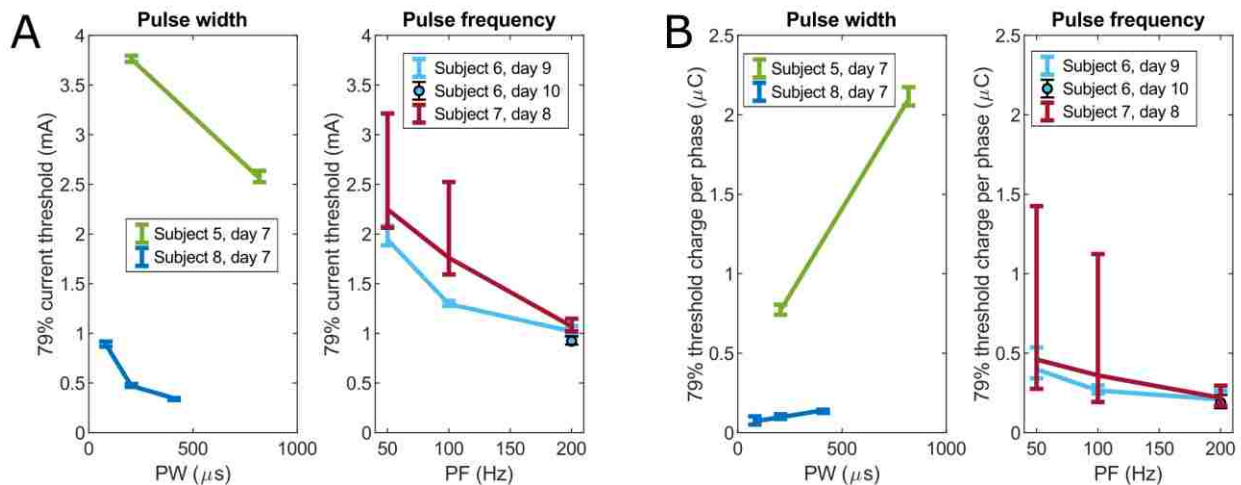 A
Pulse width
79% current threshold (mA)
4
3.5
3
2.5
2
1.5
1
0.5
0
Subject 5, day 7
Subject 8, day 7
0
500
1000
PW (μs)
Pulse frequency
79% current threshold (mA)
4
3.5
3
2.5
2
1.5
1
0.5
0
Subject 6, day 9
Subject 6, day 10
Subject 7, day 8
50
100
150
200
PF (Hz)
B
Pulse width
79% threshold charge per phase (μC)
2.5
2
1.5
1
0.5
0
Subject 5, day 7
Subject 8, day 7
0
500
1000
PW (μs)
Pulse frequency
79% threshold charge per phase (μC)
2.5
2
1.5
1
0.5
0
Subject 6, day 9
Subject 6, day 10
Subject 7, day 8
50
100
150
200
PF (Hz)